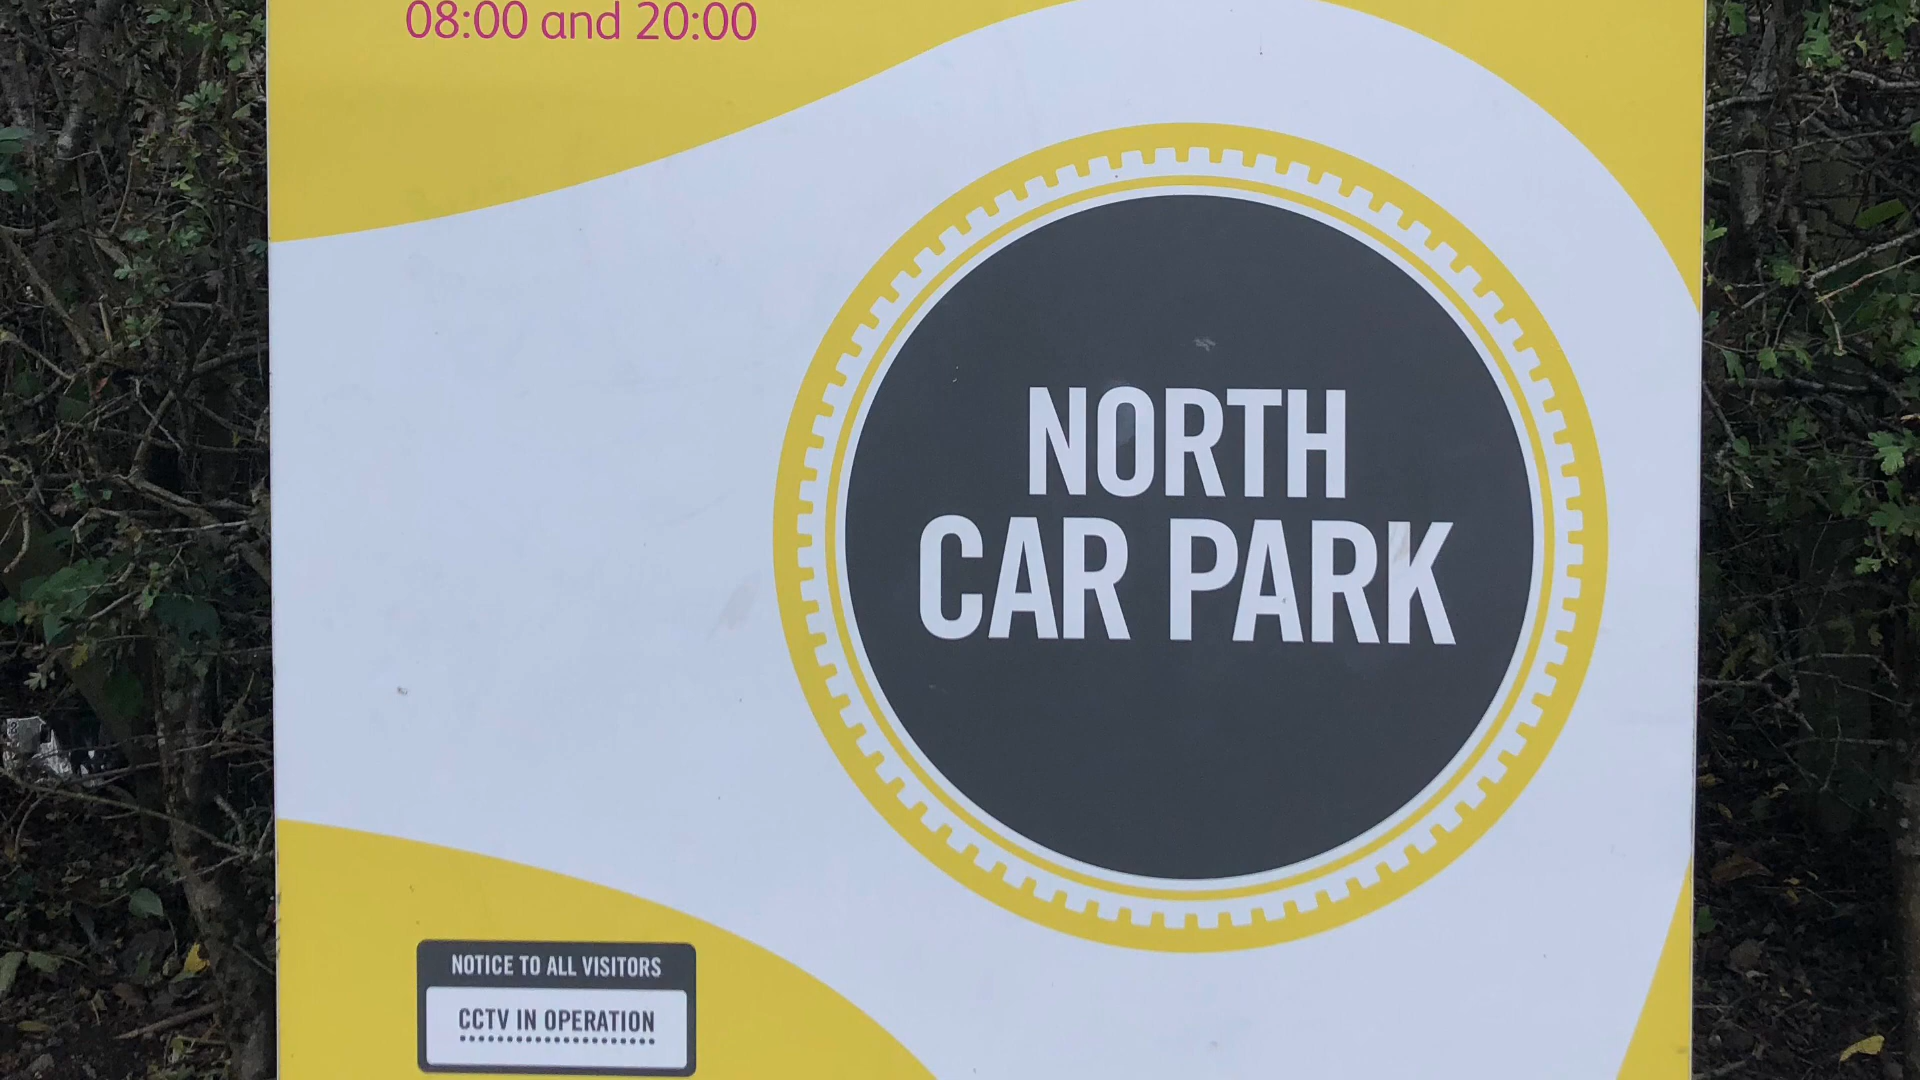 08:00 and 20:00
NORTH
CAR PARK
NOTICE TO ALL VISITORS
CCTV IN OPERATION